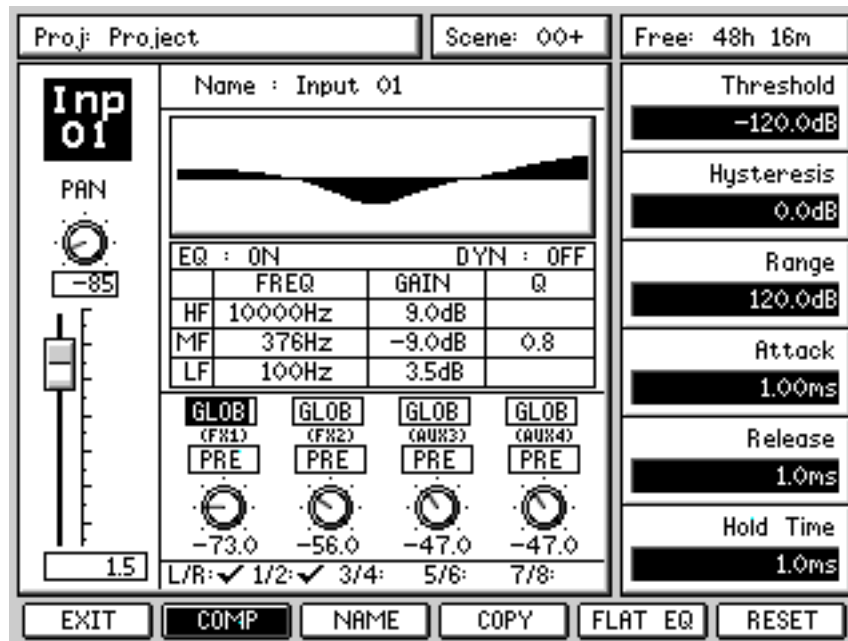 Proj: Project
Scene: 00+
Free: 48h 16m
Inp
01
PAN
-85
1.5
Name : Input 01
EQ : ON DYN : OFF
FREQ GAIN Q
HF 10000Hz 9.0dB
MF 376Hz -9.0dB 0.8
LF 100Hz 3.5dB
GLOB GLOB GLOB GLOB
(FX1) (FX2) (AUX3) (AUX4)
PRE PRE PRE PRE
-73.0 -56.0 -47.0 -47.0
L/R:✓ 1/2:✓ 3/4: 5/6: 7/8:
Threshold
-120.0dB
Hysteresis
0.0dB
Range
120.0dB
Attack
1.00ms
Release
1.0ms
Hold Time
1.0ms
EXIT COMP NAME COPY FLAT EQ RESET